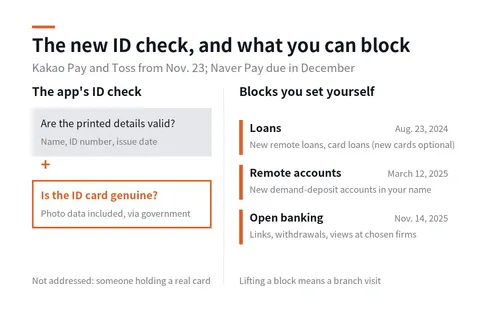 The new ID check, and what you can block
Kakao Pay and Toss from Nov. 23; Naver Pay due in December
The app's ID check
Are the printed details valid?
Name, ID number, issue date
+
Is the ID card genuine?
Photo data included, via government
Not addressed: someone holding a real card
Blocks you set yourself
Loans
Aug. 23, 2024
New remote loans, card loans (new cards optional)
Remote accounts
March 12, 2025
New demand-deposit accounts in your name
Open banking
Nov. 14, 2025
Links, withdrawals, views at chosen firms
Lifting a block means a branch visit